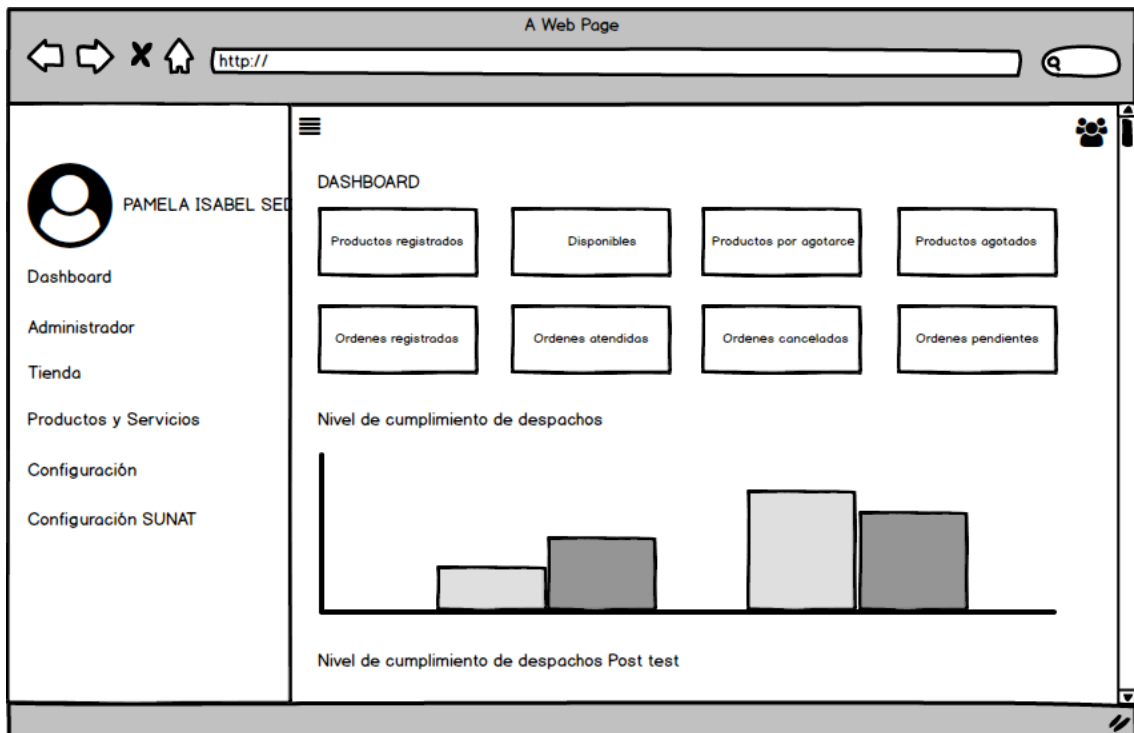 A Web Page
http://
PAMELA ISABEL SED
Dashboard
Administrador
Tienda
Productos y Servicios
Configuración
Configuración SUNAT
DASHBOARD
Productos registrados
Disponibles
Productos por agotarce
Productos agotados
Ordenes registradas
Ordenes atendidas
Ordenes canceladas
Ordenes pendientes
Nivel de cumplimiento de despachos
Nivel de cumplimiento de despachos Post test